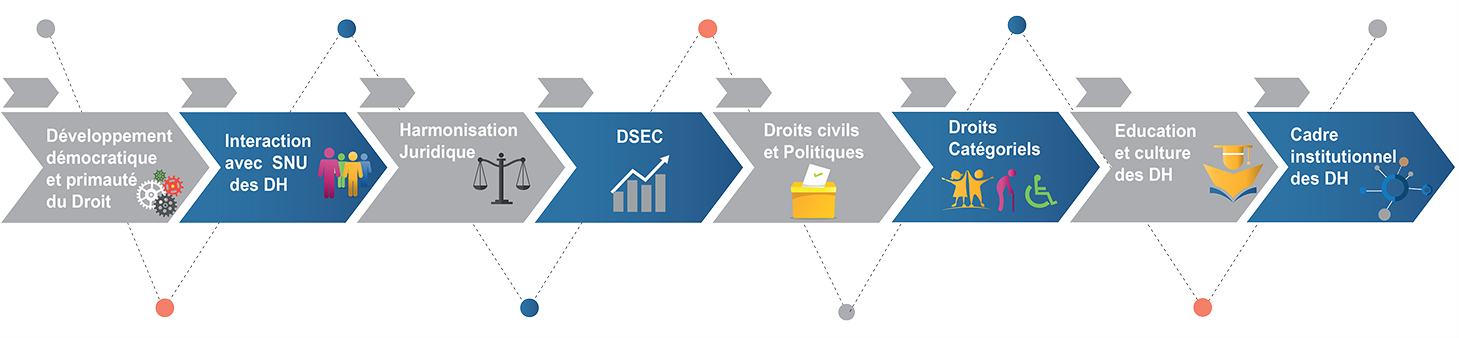 Développement
démocratique
et primauté
du Droit
Interaction
avec SNU
des DH
Harmonisation
Juridique
DSEC
Droits civils
et Politiques
Droits
Catégoriels
Education
et culture
des DH
Cadre
institutionnel
des DH